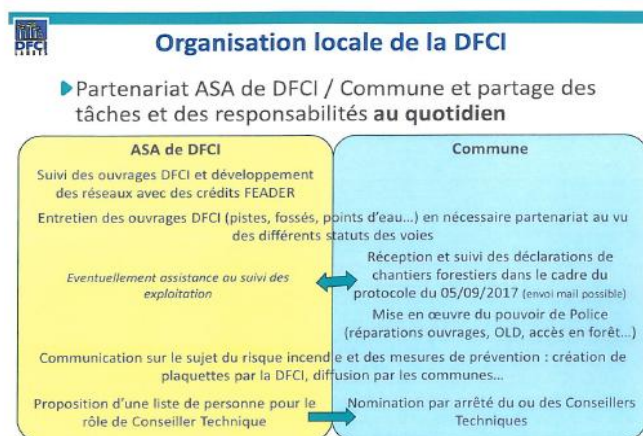 DFCI
LANDES
Organisation locale de la DFCI
Partenariat ASA de DFCI / Commune et partage des
tâches et des responsabilités au quotidien
ASA de DFCI
Suivi des ouvrages DFCI et développement
des réseaux avec des crédits FEADER
Commune
Entretien des ouvrages DFCI (pistes, fossés, points d'eau...) en nécessaire partenariat au vu
des différents statuts des voies
Eventuellement assistance au suivi des
exploitation
Réception et suivi des déclarations de
chantiers forestiers dans le cadre du
protocole du 05/09/2017 (envoi mail possible)
Mise en œuvre du pouvoir de Police
(réparations ouvrages, OLD, accès en forêt...)
Communication sur le sujet du risque incendie et des mesures de prévention : création de
plaquettes par la DFCI, diffusion par les communes...
Proposition d'une liste de personne pour le
rôle de Conseiller Technique
Nomination par arrêté du ou des Conseillers
Techniques